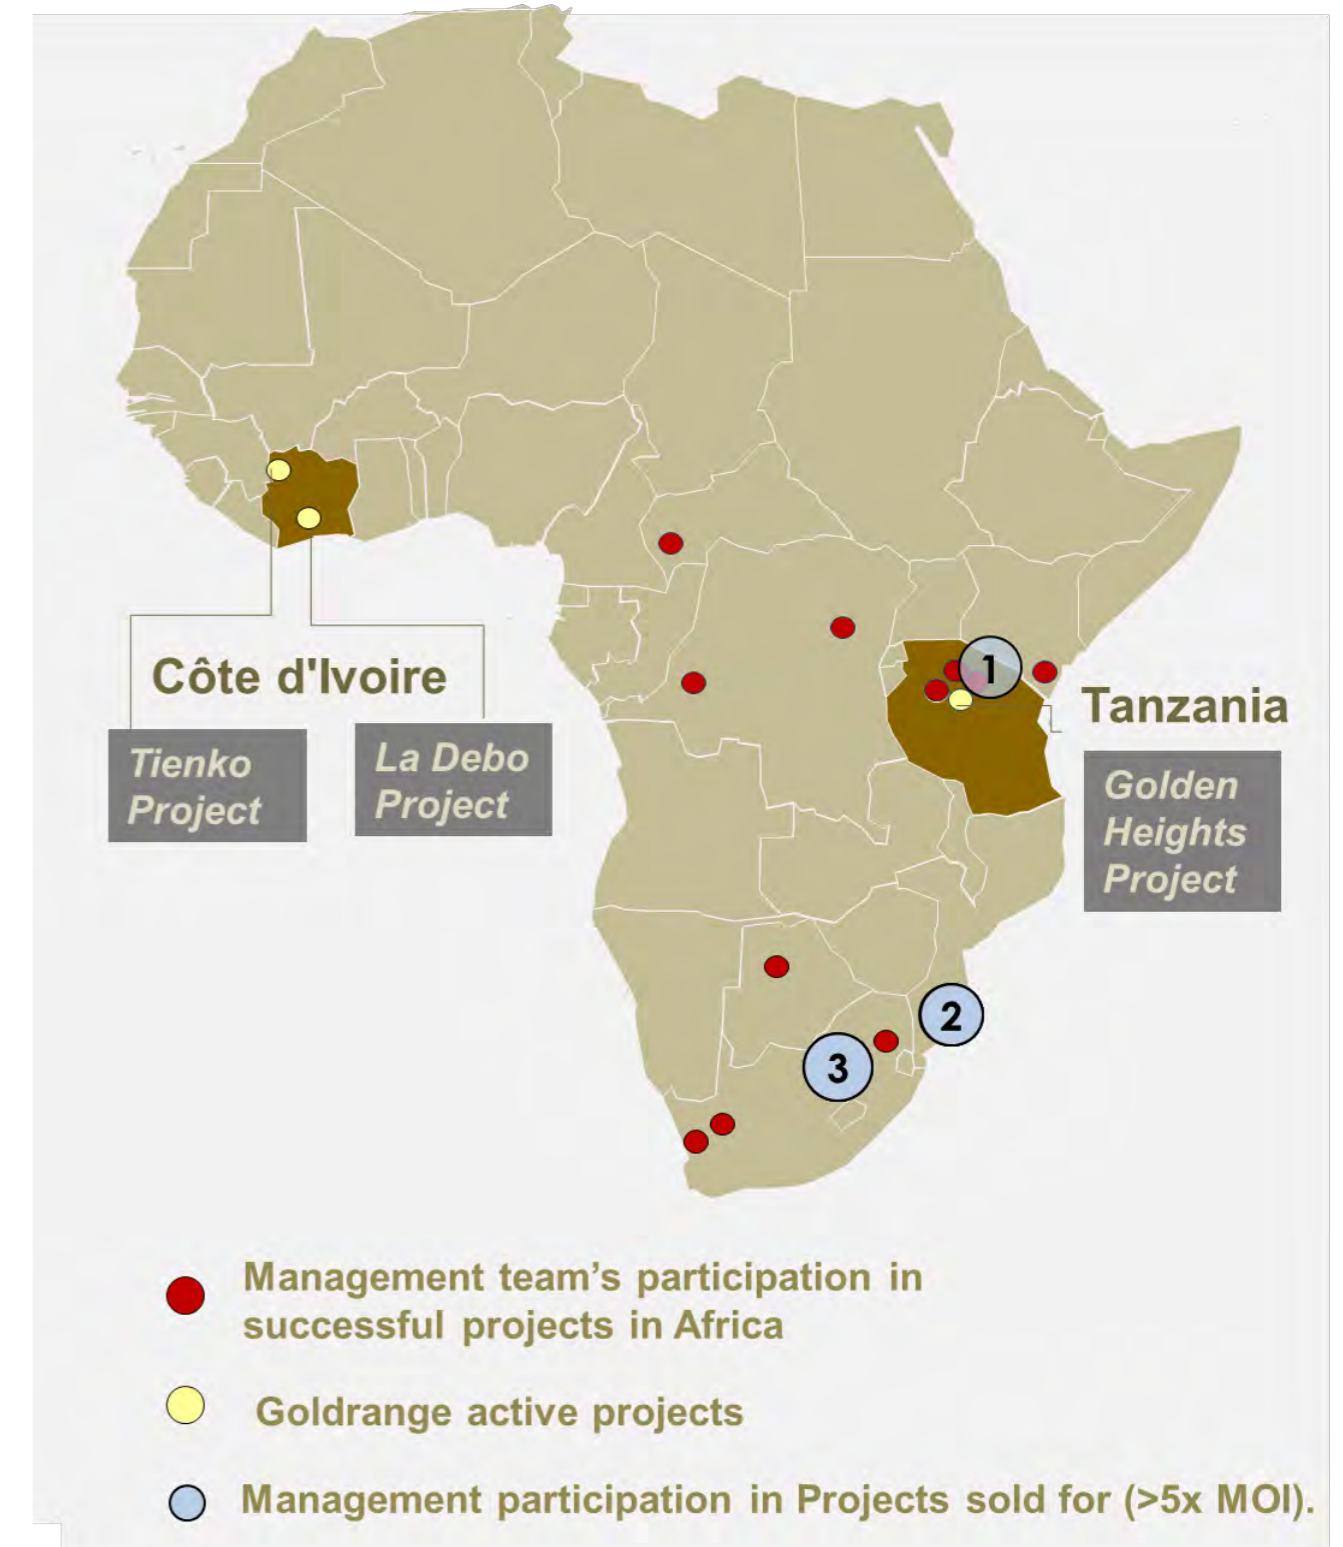 1
Côte d'Ivoire
Tanzania
Tienko
Project
La Debo
Project
Golden
Heights
Project
2
3
Management team’s participation in
successful projects in Africa
Goldrange active projects
Management participation in Projects sold for (>5x MOI).